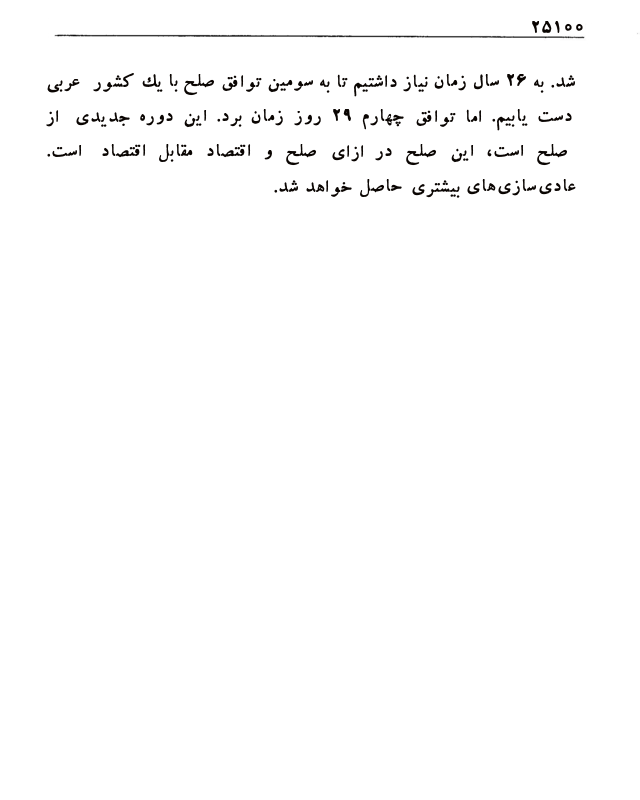 ۲۵۱۰۰
شد. به ۲۶ سال زمان نیاز داشتیم تا به سومین توافق صلح با یك کشور عربی
دست یابیم. اما توافق چهارم ۲۹ روز زمان برد. این دوره جدیدی از
صلح است، این صلح در ازای صلح و اقتصاد مقابل اقتصاد است.
عادی‌سازی‌های بیشتری حاصل خواهد شد.